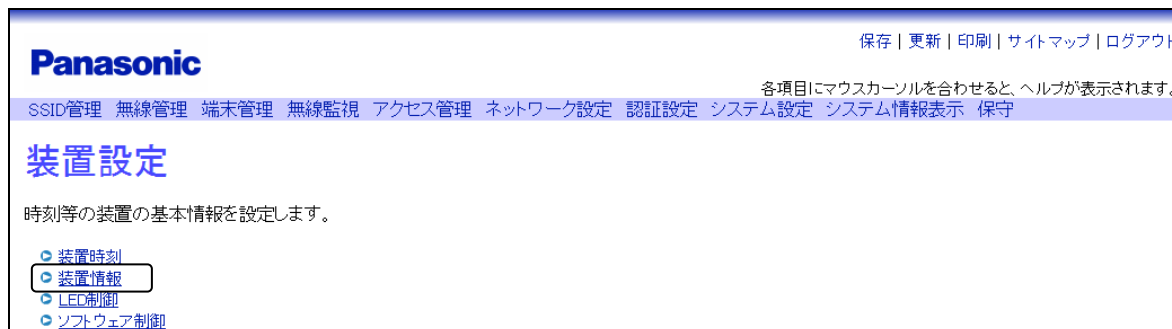 保存 | 更新 | 印刷 | サイトマップ | ログアウト
Panasonic
各項目にマウスカーソルを合わせると、ヘルプが表示されます。
SSID管理 無線管理 端末管理 無線監視 アクセス管理 ネットワーク設定 認証設定 システム設定 システム情報表示 保守
装置設定
時刻等の装置の基本情報を設定します。
装置時刻
装置情報
LED制御
ソフトウェア制御